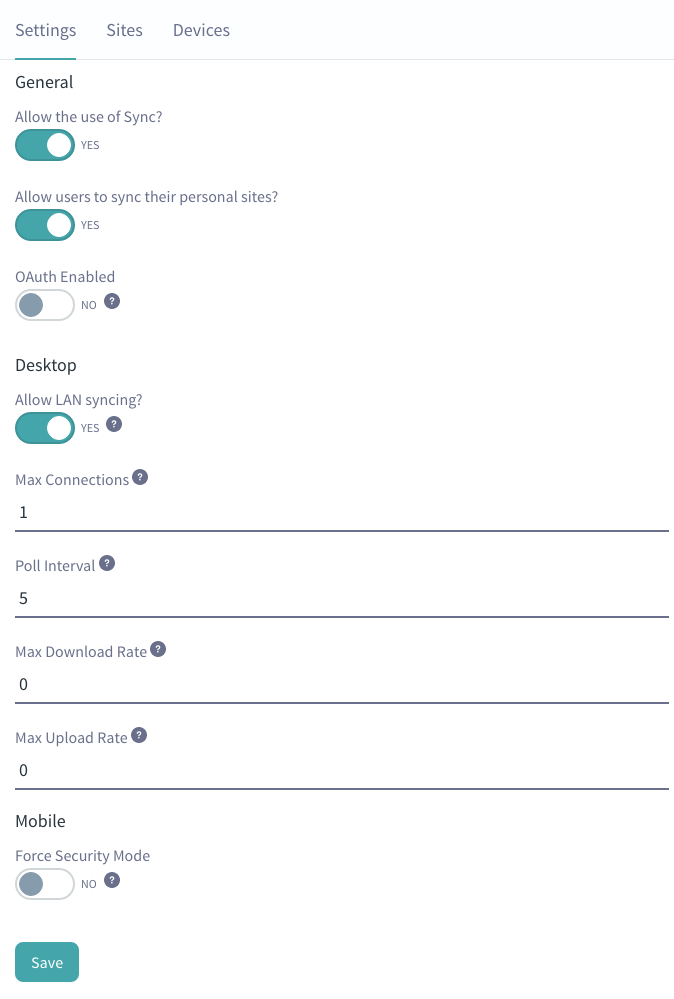 Settings Sites Devices
General
Allow the use of Sync?
YES
Allow users to sync their personal sites?
YES
OAuth Enabled
NO ?
Desktop
Allow LAN syncing?
YES ?
Max Connections ?
1
Poll Interval ?
5
Max Download Rate ?
0
Max Upload Rate ?
0
Mobile
Force Security Mode
NO ?
Save